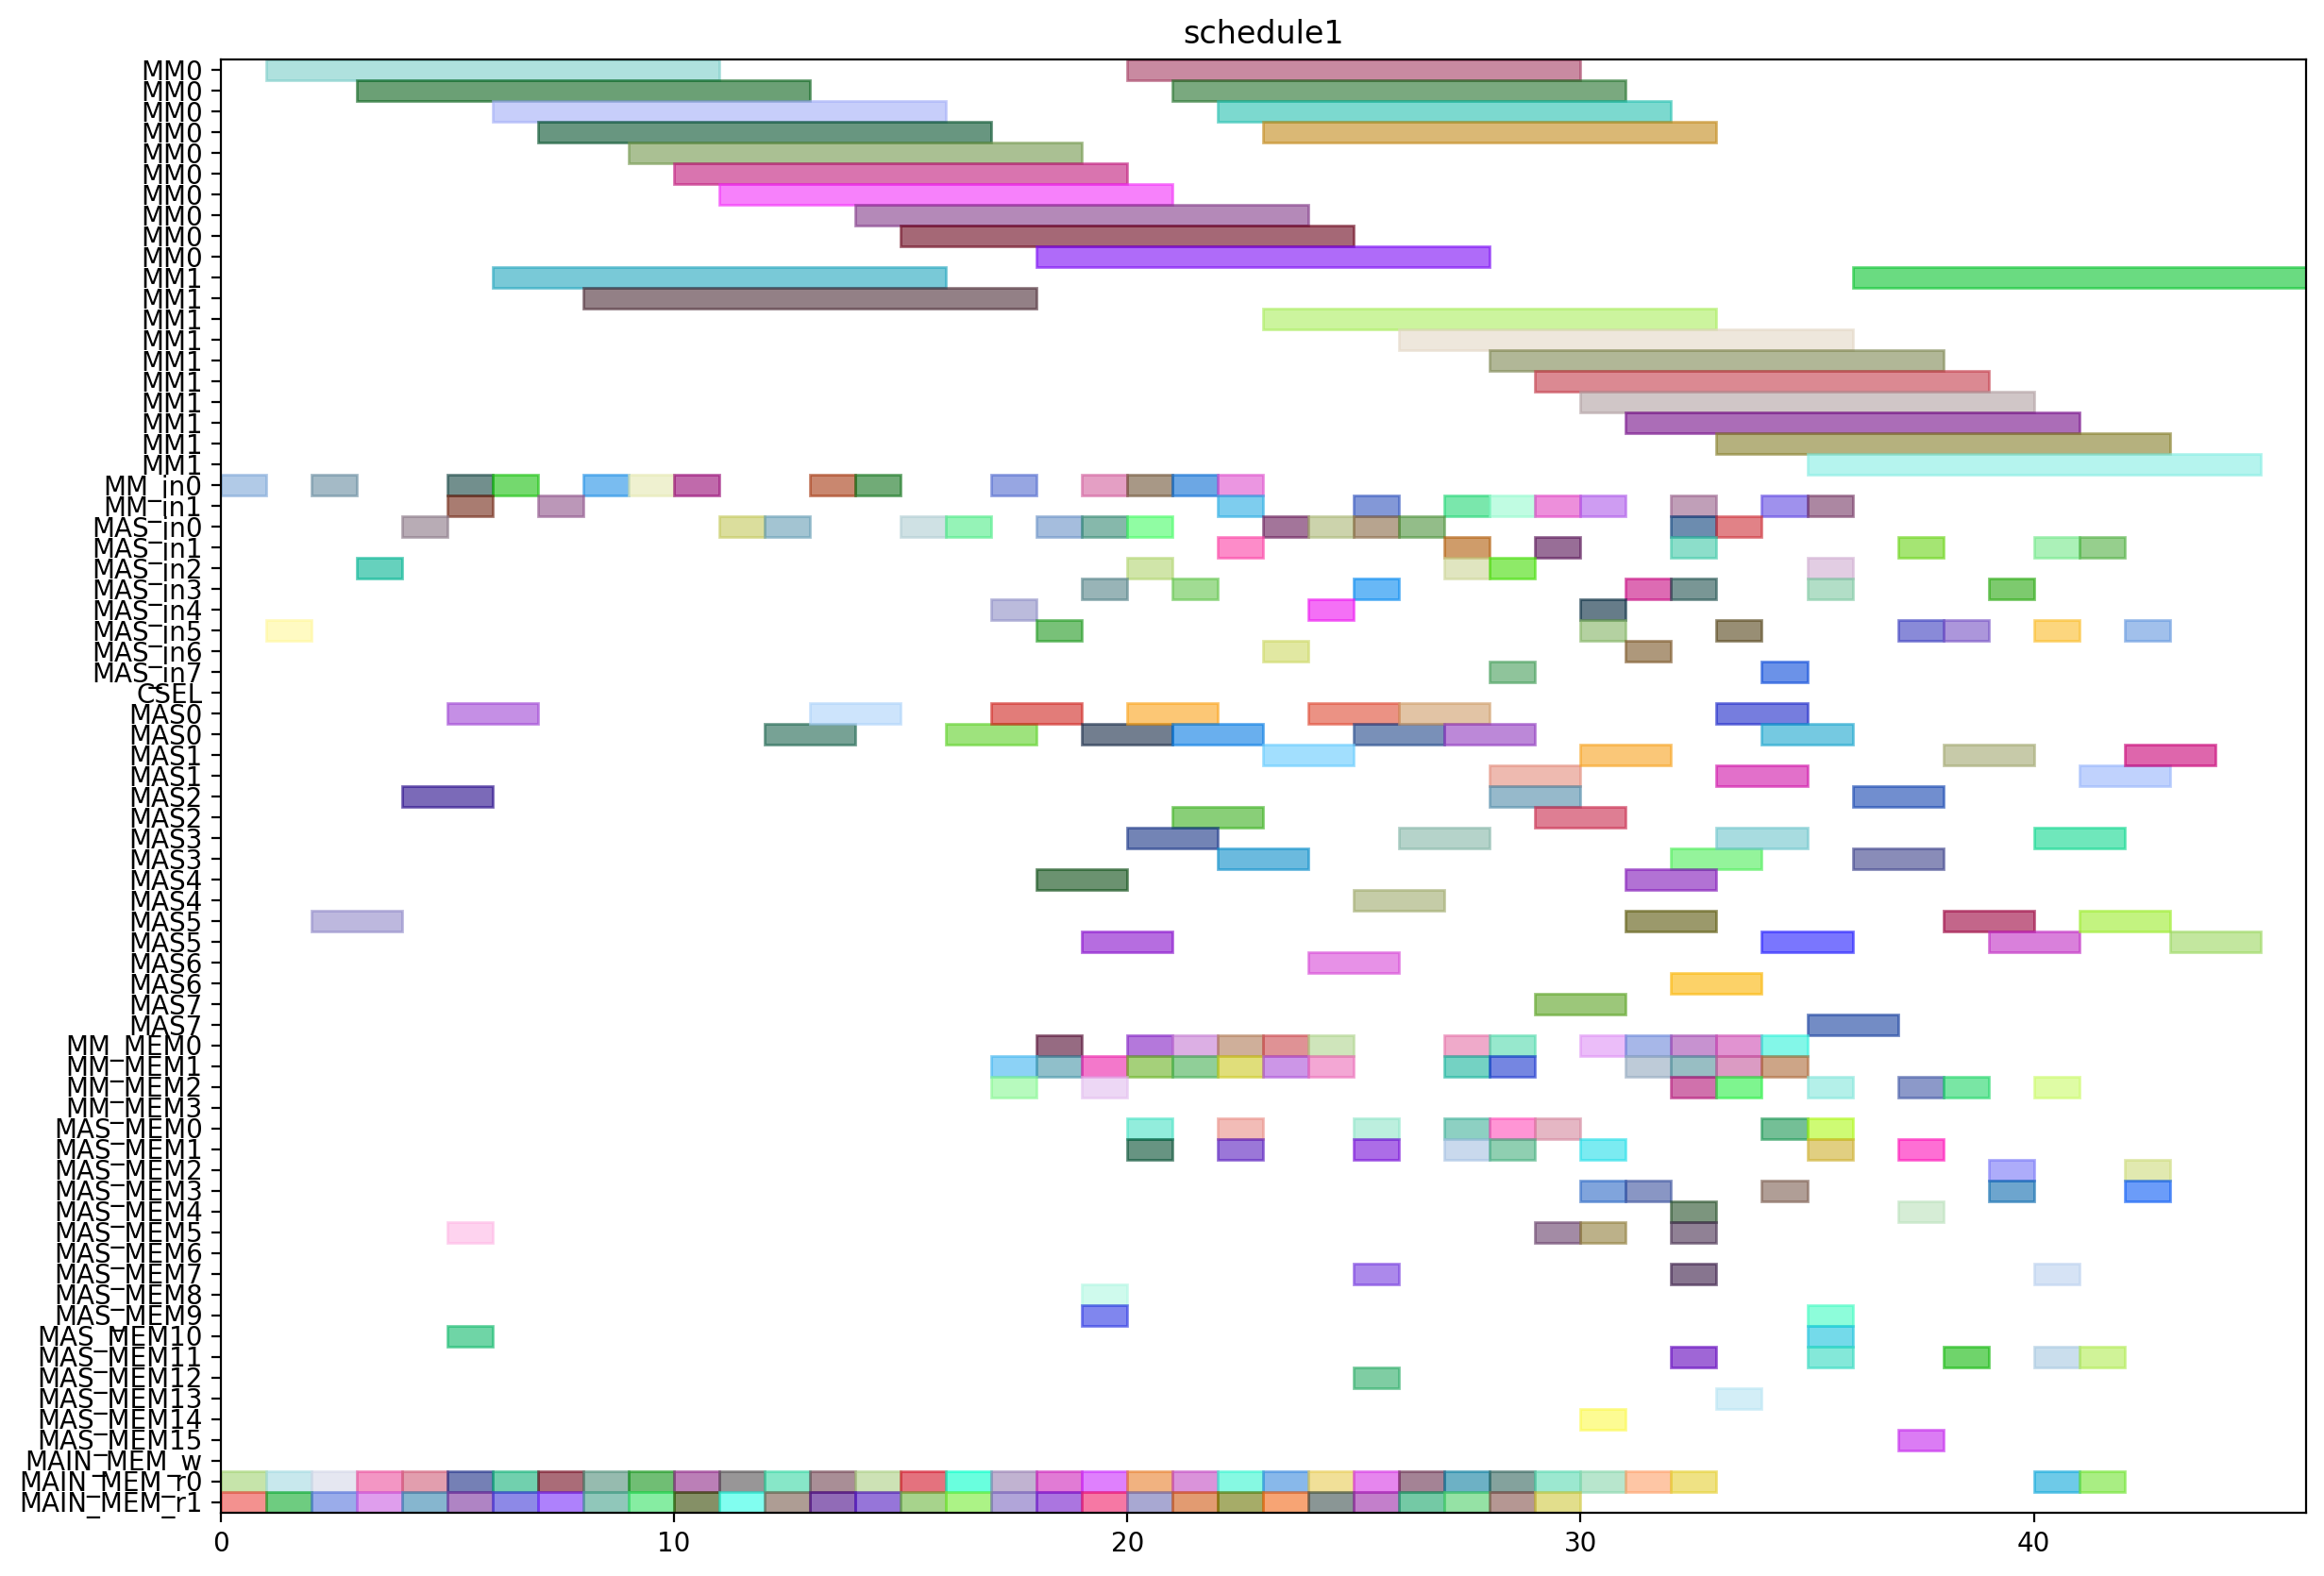 schedule1
MM0
MM0
MM0
MM0
MM0
MM0
MM0
MM0
MM0
MM0
MM1
MM1
MM1
MM1
MM1
MM1
MM1
MM1
MM1
MM1
MM_in0
MM_in1
MAS_in0
MAS_in1
MAS_in2
MAS_in3
MAS_in4
MAS_in5
MAS_in6
MAS_in7
CSEL
MAS0
MAS0
MAS1
MAS1
MAS2
MAS2
MAS3
MAS3
MAS4
MAS4
MAS5
MAS5
MAS6
MAS6
MAS7
MAS7
MM_MEM0
MM_MEM1
MM_MEM2
MM_MEM3
MAS_MEM0
MAS_MEM1
MAS_MEM2
MAS_MEM3
MAS_MEM4
MAS_MEM5
MAS_MEM6
MAS_MEM7
MAS_MEM8
MAS_MEM9
MAS_MEM10
MAS_MEM11
MAS_MEM12
MAS_MEM13
MAS_MEM14
MAS_MEM15
MAIN_MEM_w
MAIN_MEM_r0
MAIN_MEM_r1
0 10 20 30 40